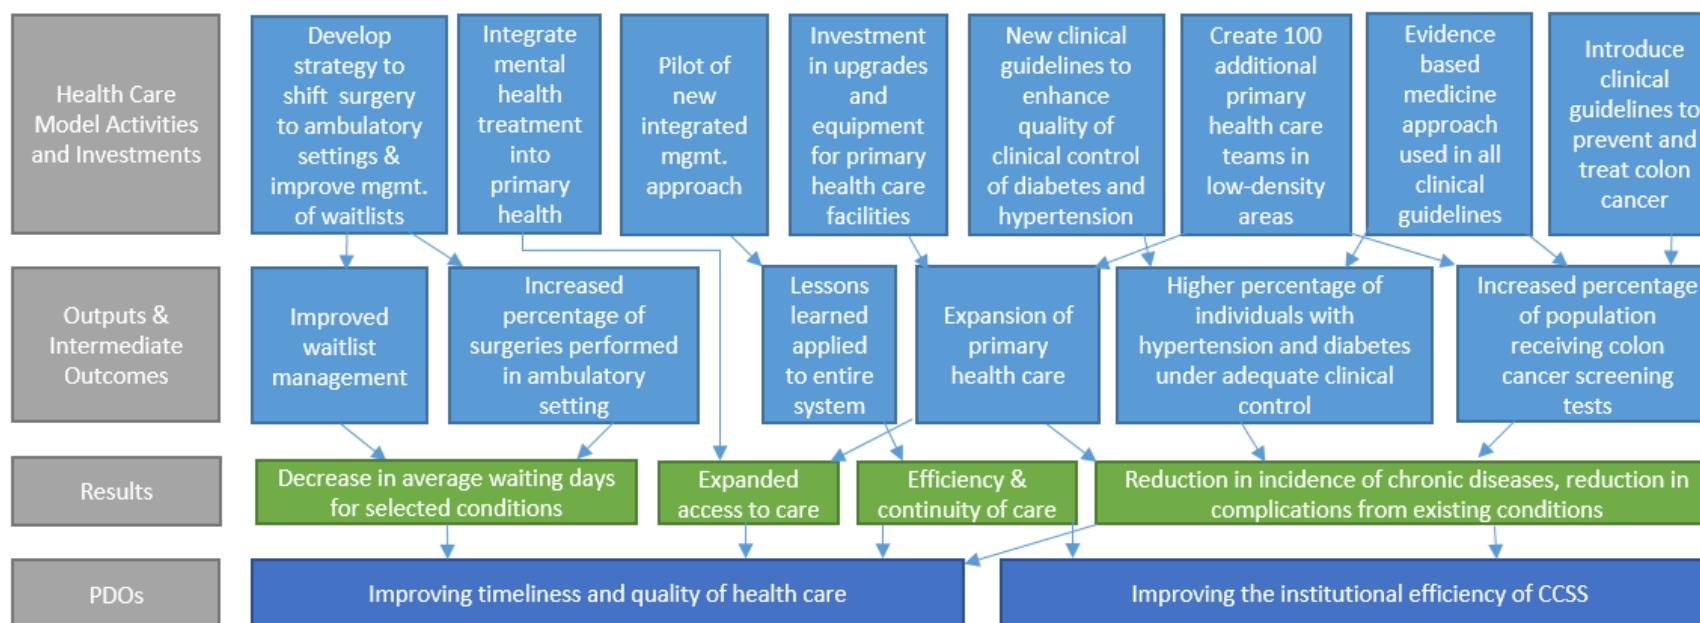 Health Care
Model Activities
and Investments
Develop
strategy to
shift surgery
to ambulatory
settings &
improve mgmt.
of waitlists
Integrate
mental
health
treatment
into
primary
health
Pilot of
new
integrated
mgmt.
approach
Investment
in upgrades
and
equipment
for primary
health care
facilities
New clinical
guidelines to
enhance
quality of
clinical control
of diabetes and
hypertension
Create 100
additional
primary
health care
teams in
low-density
areas
Evidence
based
medicine
approach
used in all
clinical
guidelines
Introduce
clinical
guidelines to
prevent and
treat colon
cancer
Outputs &
Intermediate
Outcomes
Improved
waitlist
management
Increased
percentage of
surgeries performed
in ambulatory
setting
Lessons
learned
applied
to entire
system
Expansion of
primary
health care
Higher percentage of
individuals with
hypertension and diabetes
under adequate clinical
control
Increased percentage
of population
receiving colon
cancer screening
tests
Results
Decrease in average waiting days
for selected conditions
Expanded
access to care
Efficiency &
continuity of care
Reduction in incidence of chronic diseases, reduction in
complications from existing conditions
PDOs
Improving timeliness and quality of health care
Improving the institutional efficiency of CCSS